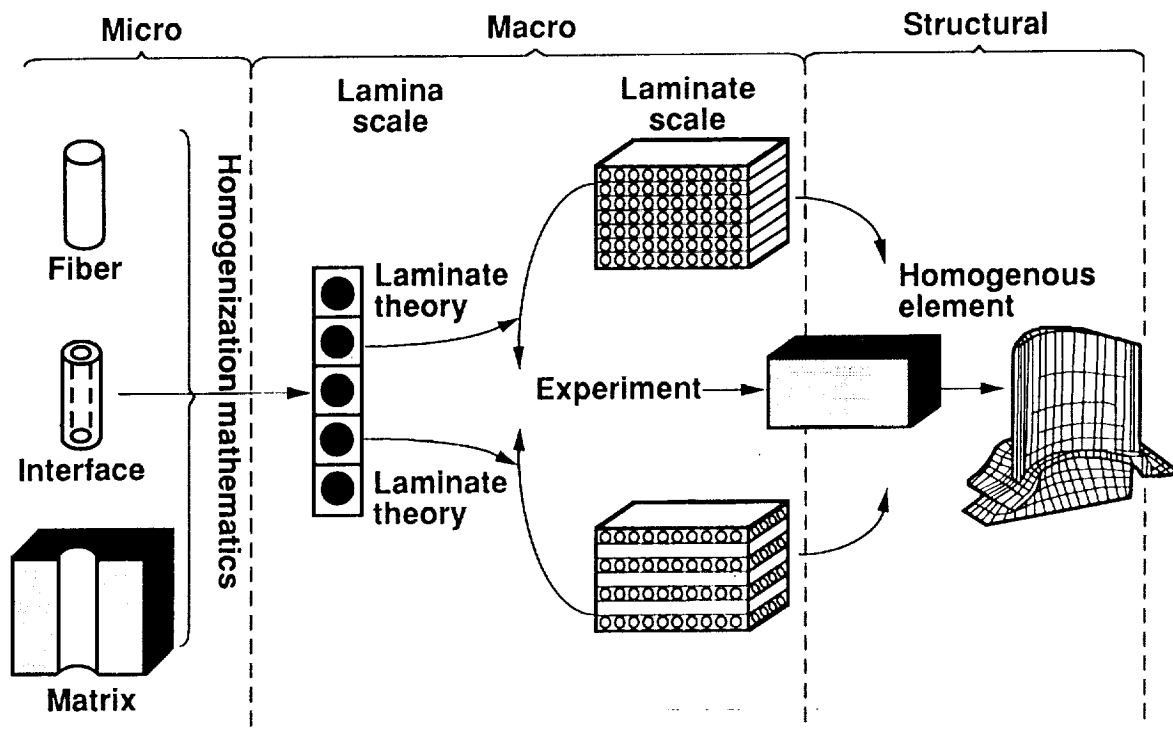 Micro
Macro
Structural
Lamina
scale
Laminate
scale
Fiber
Interface
Matrix
Homogenization mathematics
Laminate
theory
Laminate
theory
Experiment
Homogenous
element